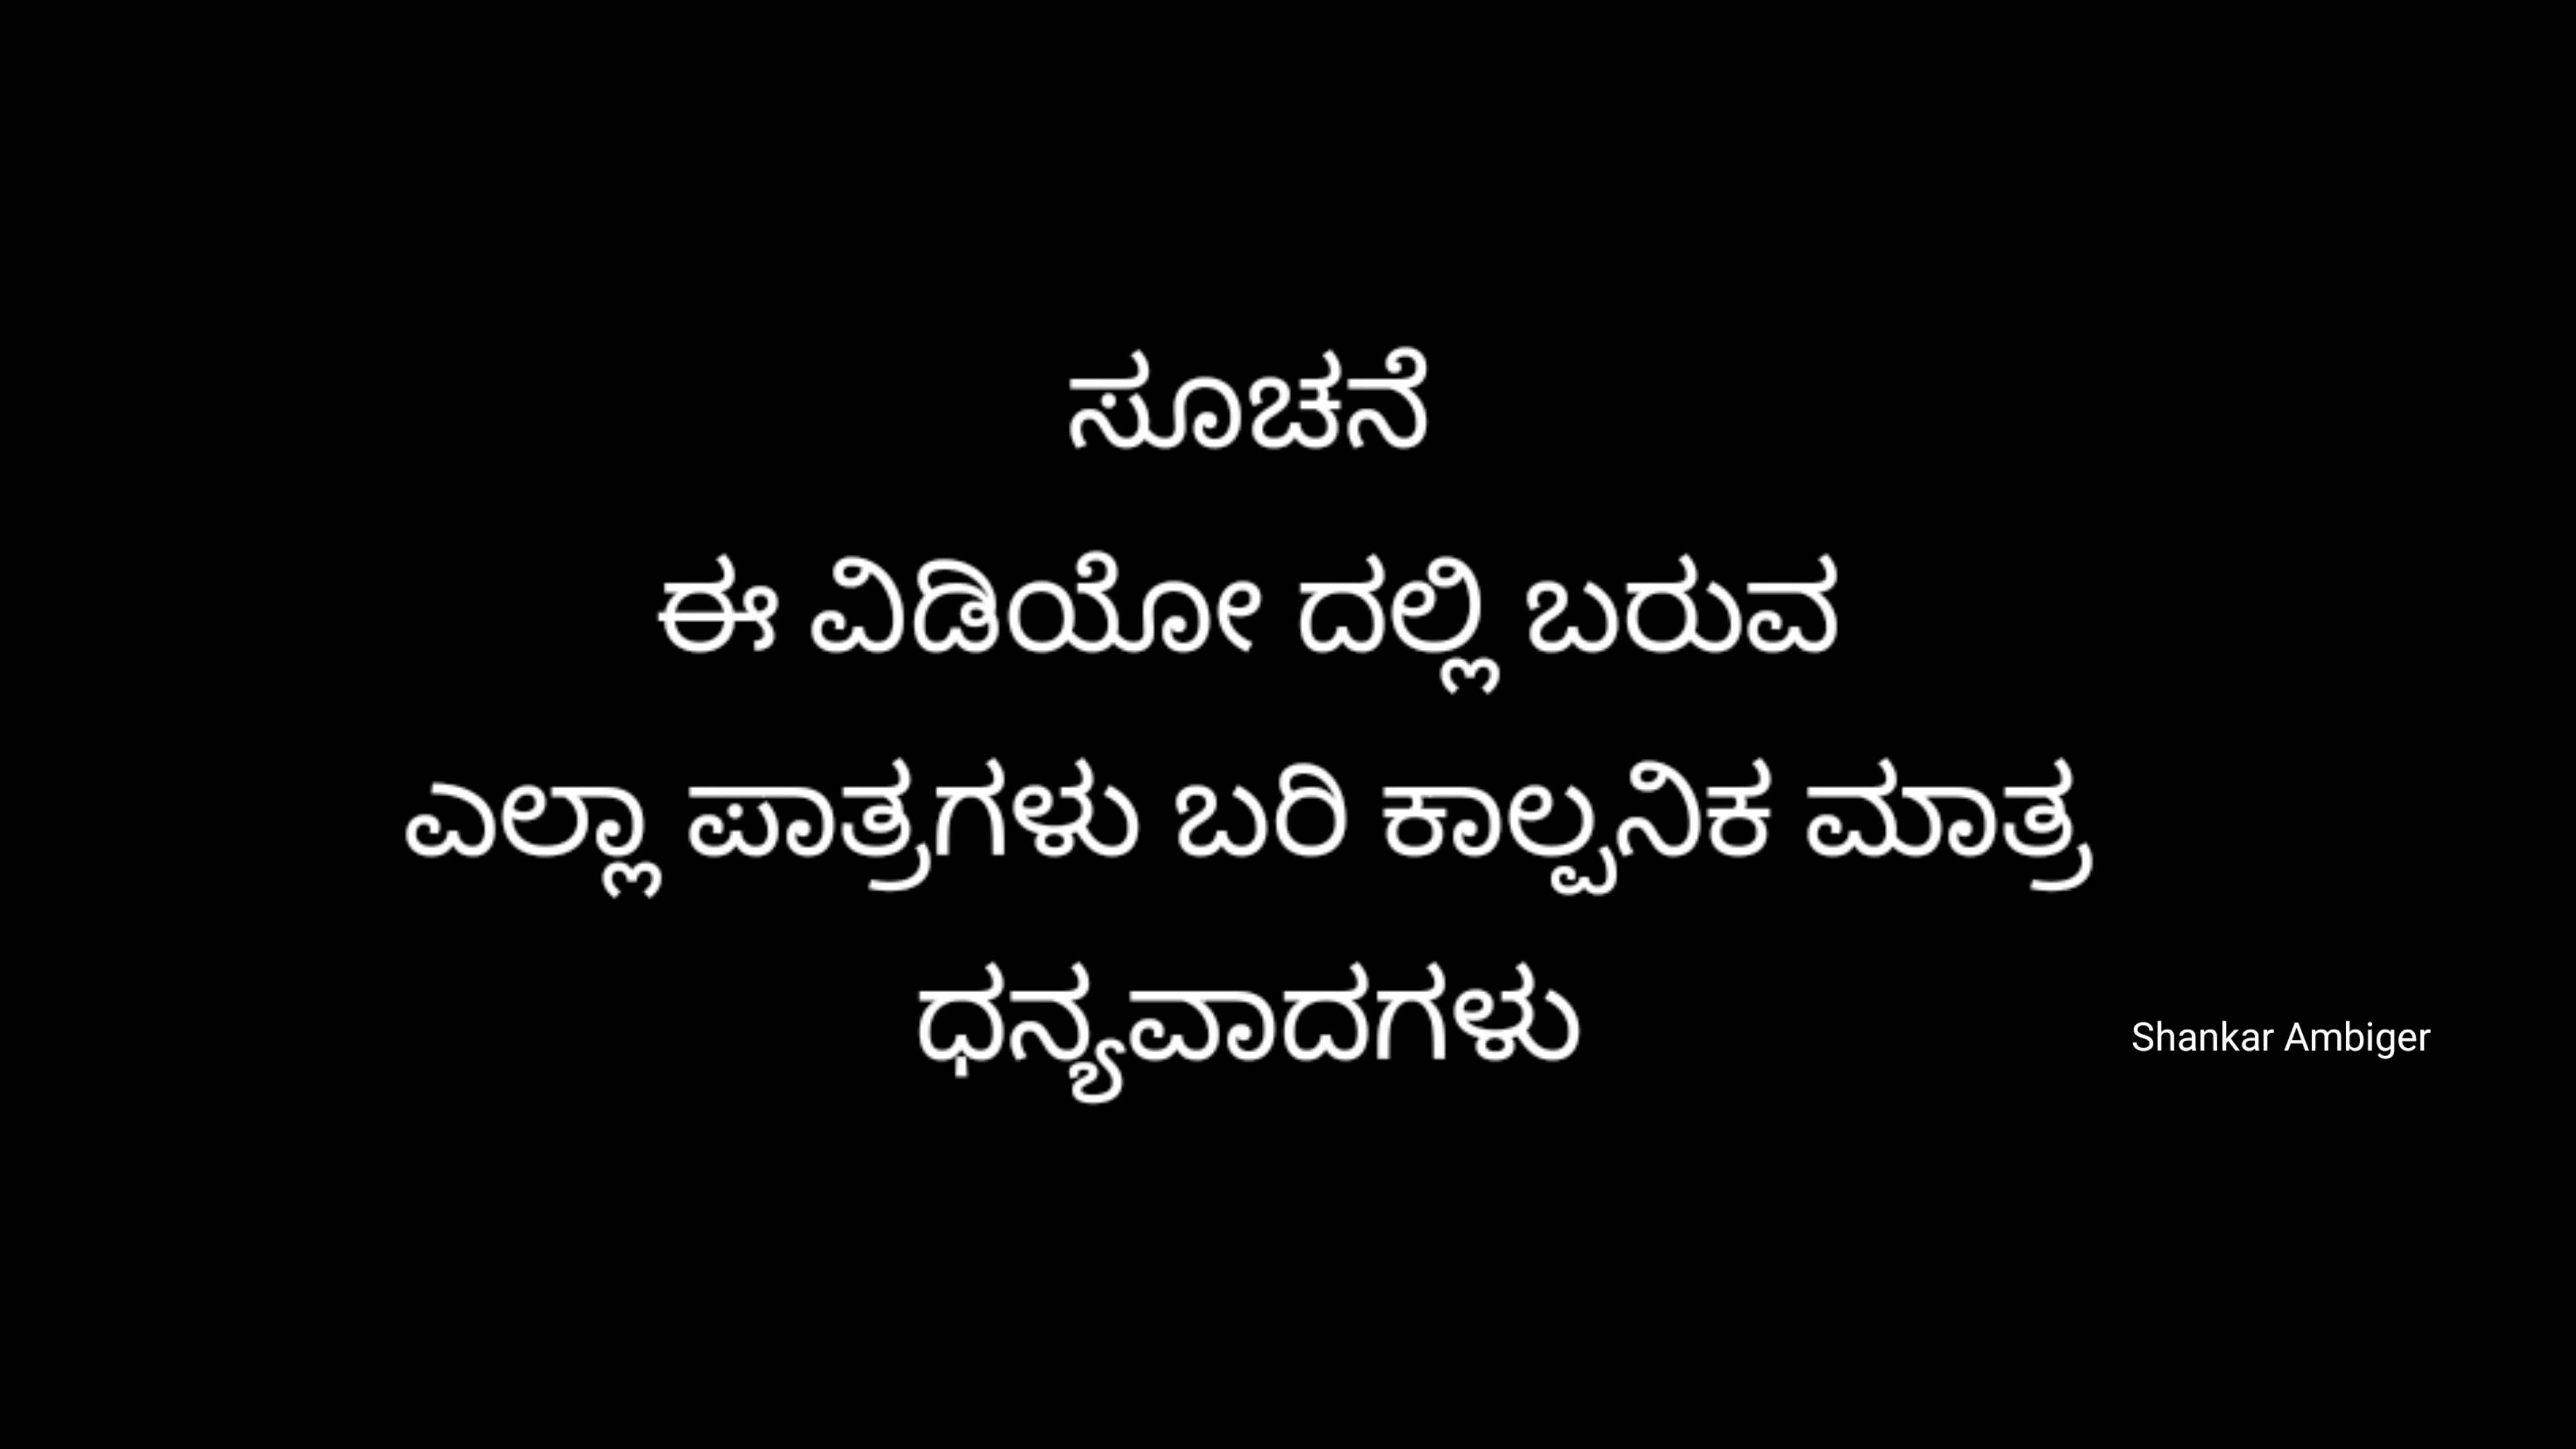 ಸೂಚನೆ
ಈ ವಿಡಿಯೋ ದಲ್ಲಿ ಬರುವ
ಎಲ್ಲಾ ಪಾತ್ರಗಳು ಬರಿ ಕಾಲ್ಪನಿಕ ಮಾತ್ರ
ಧನ್ಯವಾದಗಳು
Shankar Ambiger